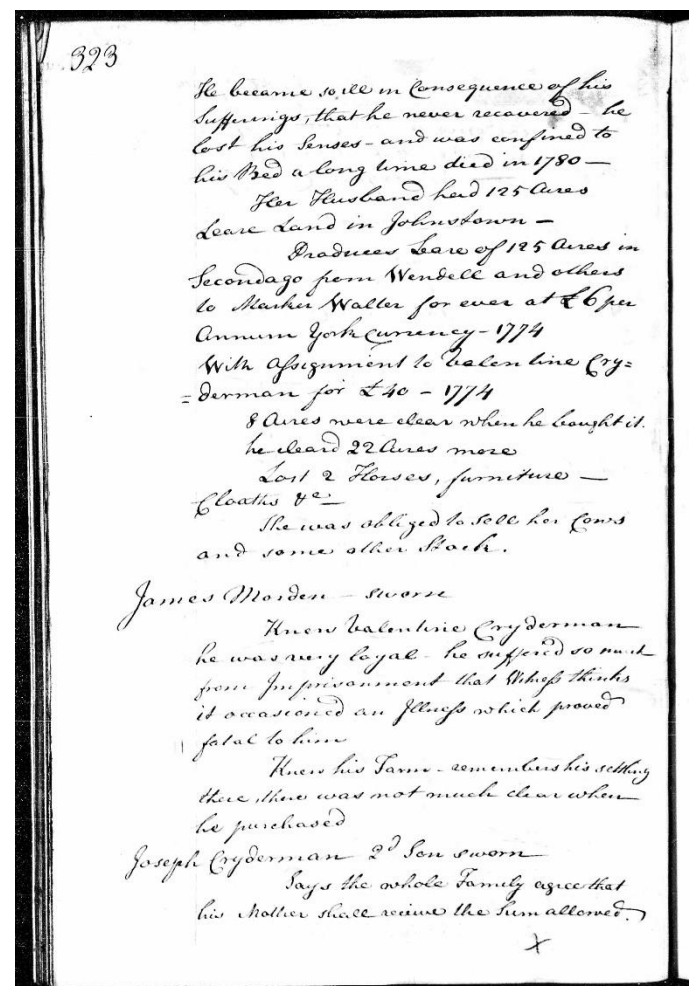 323
He became so ill in Consequence of his
Sufferings, that he never recovered – he
lost his Senses – and was confined to
his Bed a long time died in 1780 –
Her Husband had 125 Acres
Lease Land in Johnstown –
Produces Lease of 125 Acres in
Secondago from Wendell and others
to Marker Walter for ever at £6 per
Annum York Currency – 1774
With Assignment to Valentine Cry=
=derman for £40 – 1774
8 Acres were clear when he bought it.
he cleard 22 Acres more
Lost 2 Horses, furniture –
Cloaths &c
She was obliged to Sell her Cows
and some other Stock.
James Morden – sworn
Knew Valentine Cryderman
he was very loyal – he suffered so much
from Imprisonment that Witness thinks
it occasioned an Illness which proved
fatal to him
Knew his Farm – remembers his settling
there, there was not much clear when
he purchased
Joseph Cryderman 2d Son sworn
Says the whole Family agree that
his Mother shall receive the Sum allowed.
X